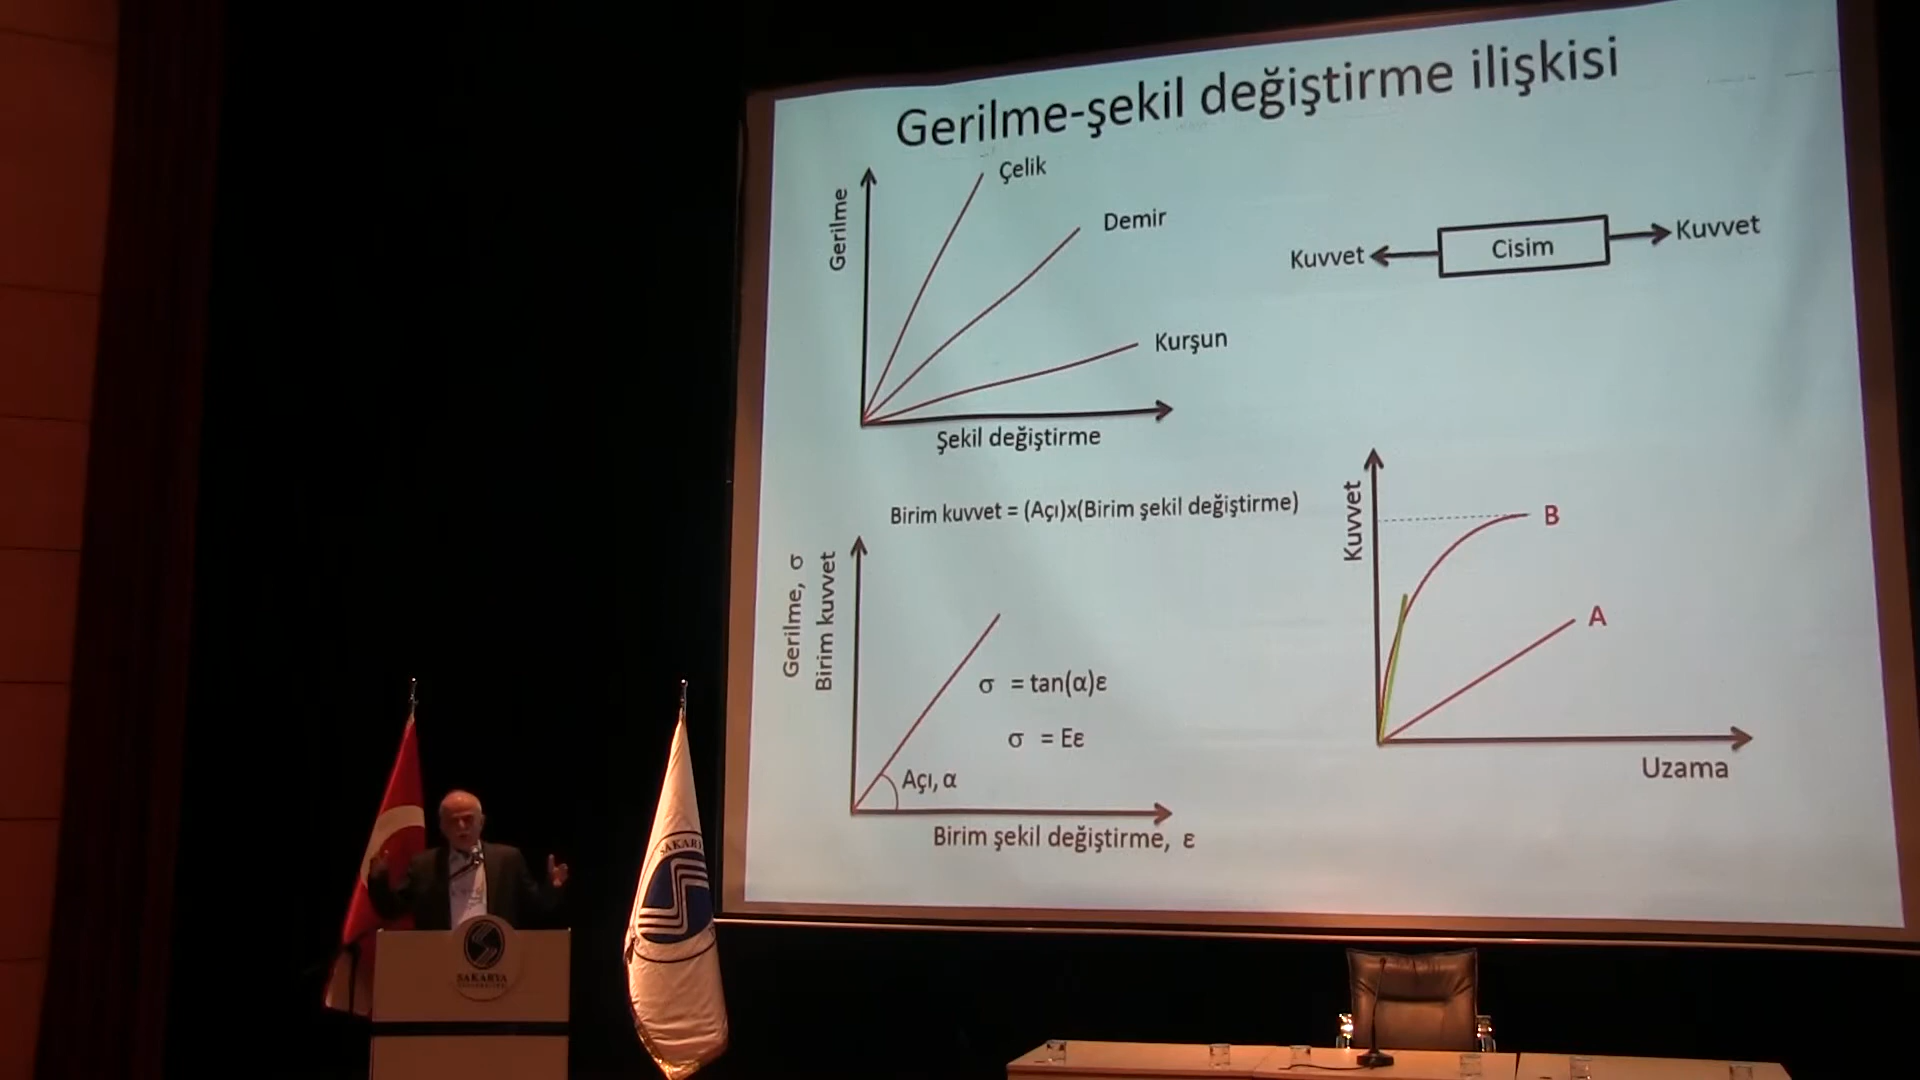 Gerilme-şekil değiştirme ilişkisi
Gerilme
Çelik
Demir
Kurşun
Şekil değiştirme
Kuvvet
Cisim
Kuvvet
Birim kuvvet = (Açı)x(Birim şekil değiştirme)
Gerilme, σ
Birim kuvvet
σ = tan(α)ε
σ = Eε
Açı, α
Birim şekil değiştirme, ε
Kuvvet
B
A
Uzama
SAKARYA